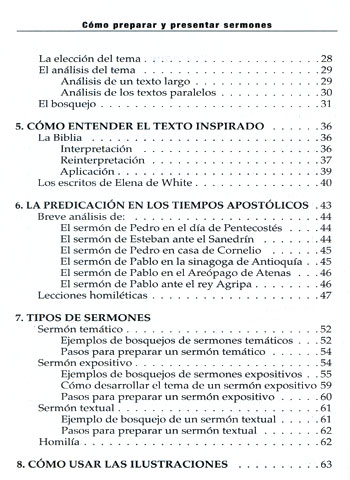 Cómo preparar y presentar sermones
La elección del tema . . . . . . . . . . . . . . . . . . . . 28
El análisis del tema . . . . . . . . . . . . . . . . . . . . 29
Análisis de un texto largo . . . . . . . . . . . . . . 29
Análisis de los textos paralelos . . . . . . . . . . . 30
El bosquejo . . . . . . . . . . . . . . . . . . . . . . . . 31
5. CÓMO ENTENDER EL TEXTO INSPIRADO . . . . . . 36
La Biblia . . . . . . . . . . . . . . . . . . . . . . . . . 36
Interpretación . . . . . . . . . . . . . . . . . . . . 36
Reinterpretación . . . . . . . . . . . . . . . . . . . 37
Aplicación . . . . . . . . . . . . . . . . . . . . . . . 39
Los escritos de Elena de White . . . . . . . . . . . . . 40
6. LA PREDICACIÓN EN LOS TIEMPOS APOSTÓLICOS . 43
Breve análisis de: . . . . . . . . . . . . . . . . . . . . 44
El sermón de Pedro en el día de Pentecostés . . . 44
El sermón de Esteban ante el Sanedrín . . . . . 44
El sermón de Pedro en casa de Cornelio . . . . . 45
El sermón de Pablo en la sinagoga de Antioquía . . 45
El sermón de Pablo en el Areópago de Atenas . . . 46
El sermón de Pablo ante el rey Agripa . . . . . . . 46
Lecciones homiléticas . . . . . . . . . . . . . . . . . . 47
7. TIPOS DE SERMONES
Sermón temático . . . . . . . . . . . . . . . . . . . . . 52
Ejemplos de bosquejos de sermones temáticos . . . 52
Pasos para preparar un sermón temático . . . . . 54
Sermón expositivo . . . . . . . . . . . . . . . . . . . . 54
Ejemplos de bosquejos de sermones expositivos . . . 55
Cómo desarrollar el tema de un sermón expositivo 59
Pasos para preparar un sermón expositivo . . . . 60
Sermón textual . . . . . . . . . . . . . . . . . . . . . . 61
Ejemplo de bosquejo de un sermón textual . . . . . 61
Pasos para preparar un sermón textual . . . . . . 62
Homilía . . . . . . . . . . . . . . . . . . . . . . . . . . 62
8. CÓMO USAR LAS ILUSTRACIONES . . . . . . . . . . 63